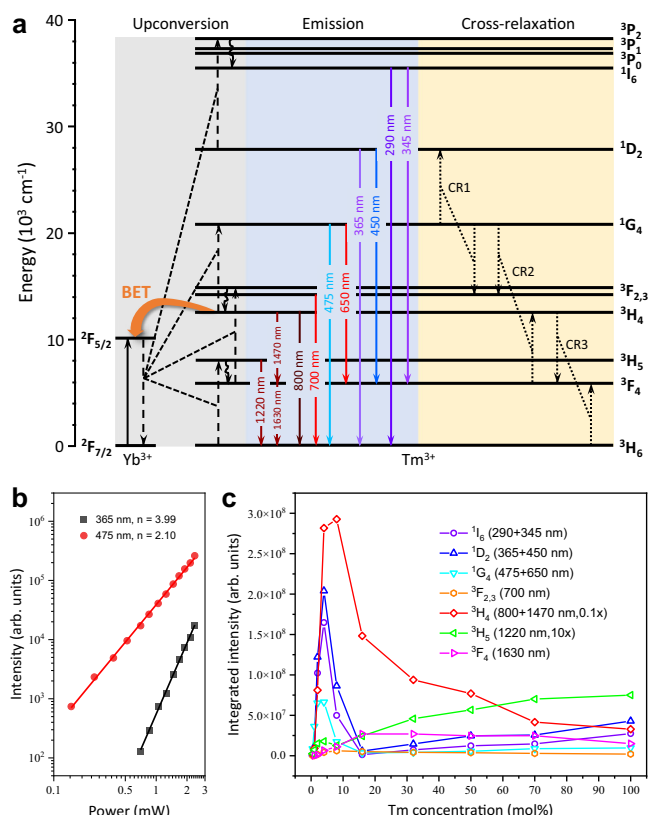 a
Upconversion Emission Cross-relaxation
Energy (10³ cm⁻¹)
40
30
20
10
0
³P₂
³P₁
³P₀
¹I₆
¹D₂
¹G₄
³F₂,₃
³H₄
³H₅
³F₄
³H₆
²F₅/₂
²F₇/₂
BET
1220 nm
1470 nm
1630 nm
800 nm
700 nm
475 nm
650 nm
365 nm
450 nm
290 nm
345 nm
CR1
CR2
CR3
Yb³⁺ Tm³⁺
b
Intensity (arb. units)
10⁶
10⁵
10⁴
10³
10²
365 nm, n = 3.99
475 nm, n = 2.10
0.1 0.5 1 2 3
Power (mW)
c
Integrated intensity (arb. units)
3.0×10⁸
2.5×10⁸
2.0×10⁸
1.5×10⁸
1.0×10⁸
5.0×10⁷
0.0
¹I₆ (290+345 nm)
¹D₂ (365+450 nm)
¹G₄ (475+650 nm)
³F₂,₃ (700 nm)
³H₄ (800+1470 nm,0.1x)
³H₅ (1220 nm,10x)
³F₄ (1630 nm)
0 10 20 30 40 50 60 70 80 90 100
Tm concentration (mol%)